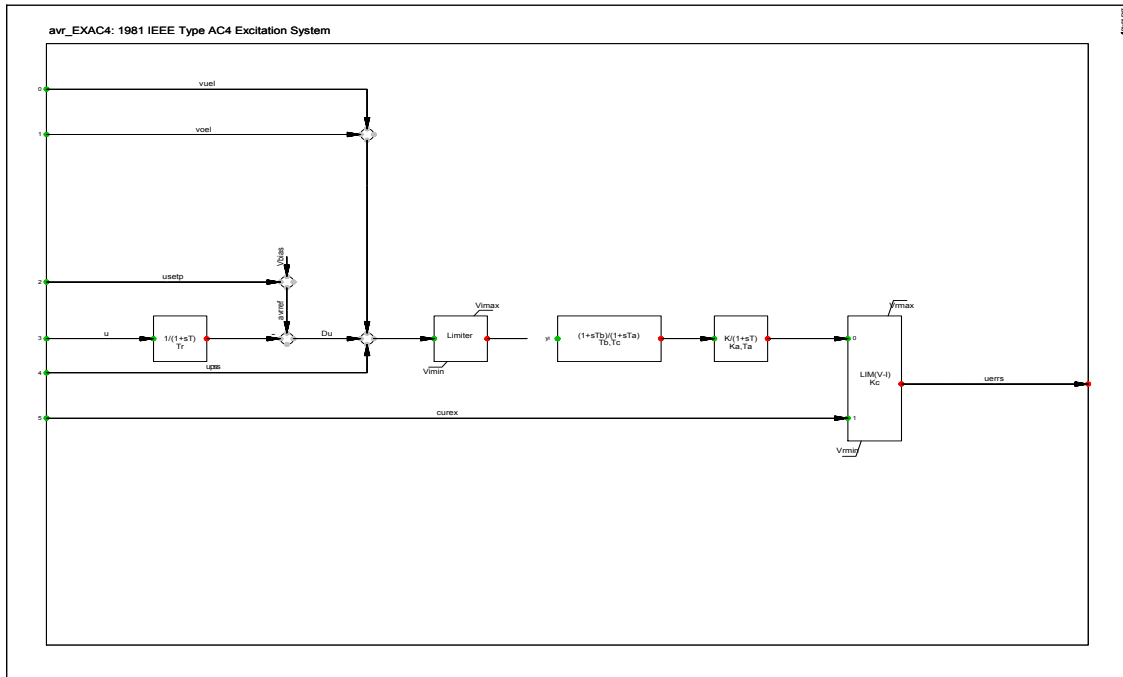 avr_EXAC4: 1981 IEEE Type AC4 Excitation System
0
vuel
1
voel
Vbias
2
usetp
avref
Vimax
Vrmax
3
u
1/(1+sT)
Tr
-
Du
Limiter
yi
(1+sTb)/(1+sTa)
Tb,Tc
K/(1+sT)
Ka,Ta
0
4
upss
Vimin
LIM(V-I)
Kc
uerrs
5
curex
1
Vrmin